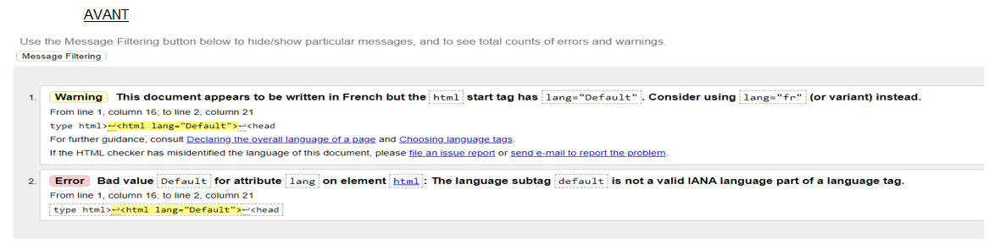 AVANT
Use the Message Filtering button below to hide/show particular messages, and to see total counts of errors and warnings.
Message Filtering
1. Warning This document appears to be written in French but the html start tag has lang="Default". Consider using lang="fr" (or variant) instead.
From line 1, column 16; to line 2, column 21
type html>↩<html lang="Default">↩<head
For further guidance, consult Declaring the overall language of a page and Choosing language tags.
If the HTML checker has misidentified the language of this document, please file an issue report or send e-mail to report the problem.
2. Error Bad value Default for attribute lang on element html: The language subtag default is not a valid IANA language part of a language tag.
From line 1, column 16; to line 2, column 21
type html>↩<html lang="Default">↩<head